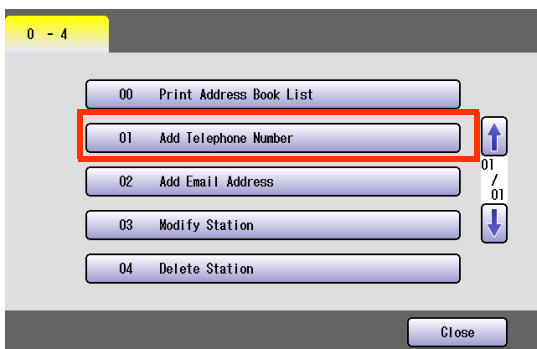 0 - 4
00 Print Address Book List
01 Add Telephone Number
02 Add Email Address
03 Modify Station
04 Delete Station
01
/
01
Close